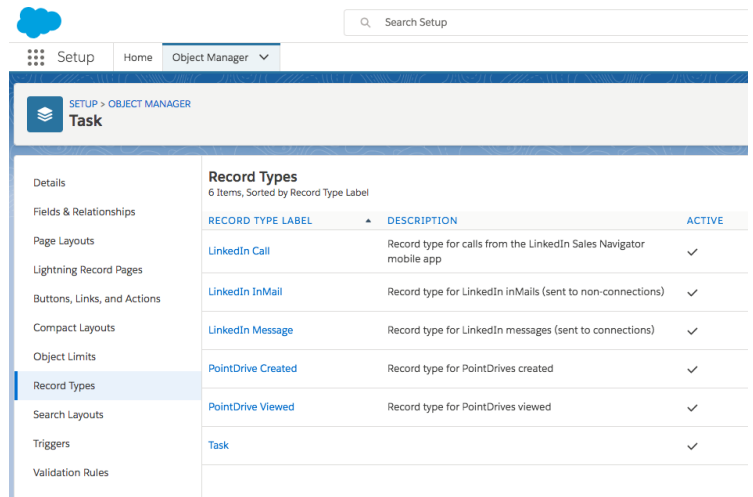 Search Setup
Setup
Home
Object Manager
SETUP > OBJECT MANAGER
Task
Details
Fields & Relationships
Page Layouts
Lightning Record Pages
Buttons, Links, and Actions
Compact Layouts
Object Limits
Record Types
Search Layouts
Triggers
Validation Rules
Record Types
6 Items, Sorted by Record Type Label
RECORD TYPE LABEL DESCRIPTION ACTIVE
LinkedIn Call Record type for calls from the LinkedIn Sales Navigator
mobile app
LinkedIn InMail Record type for LinkedIn inMails (sent to non-connections)
LinkedIn Message Record type for LinkedIn messages (sent to connections)
PointDrive Created Record type for PointDrives created
PointDrive Viewed Record type for PointDrives viewed
Task